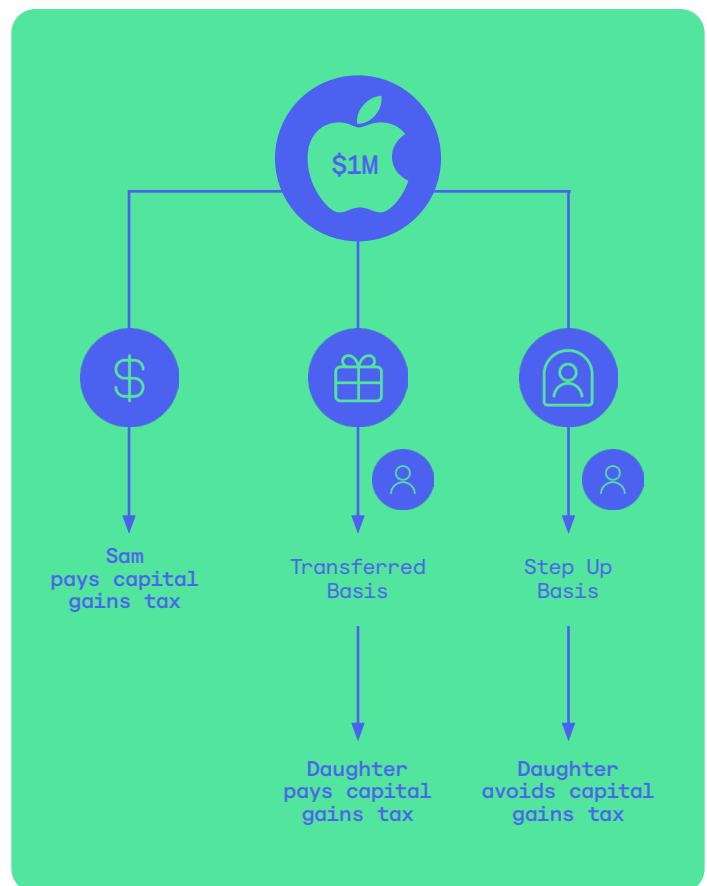 $1M
Sam
pays capital
gains tax
Transferred
Basis
Step Up
Basis
Daughter
pays capital
gains tax
Daughter
avoids capital
gains tax